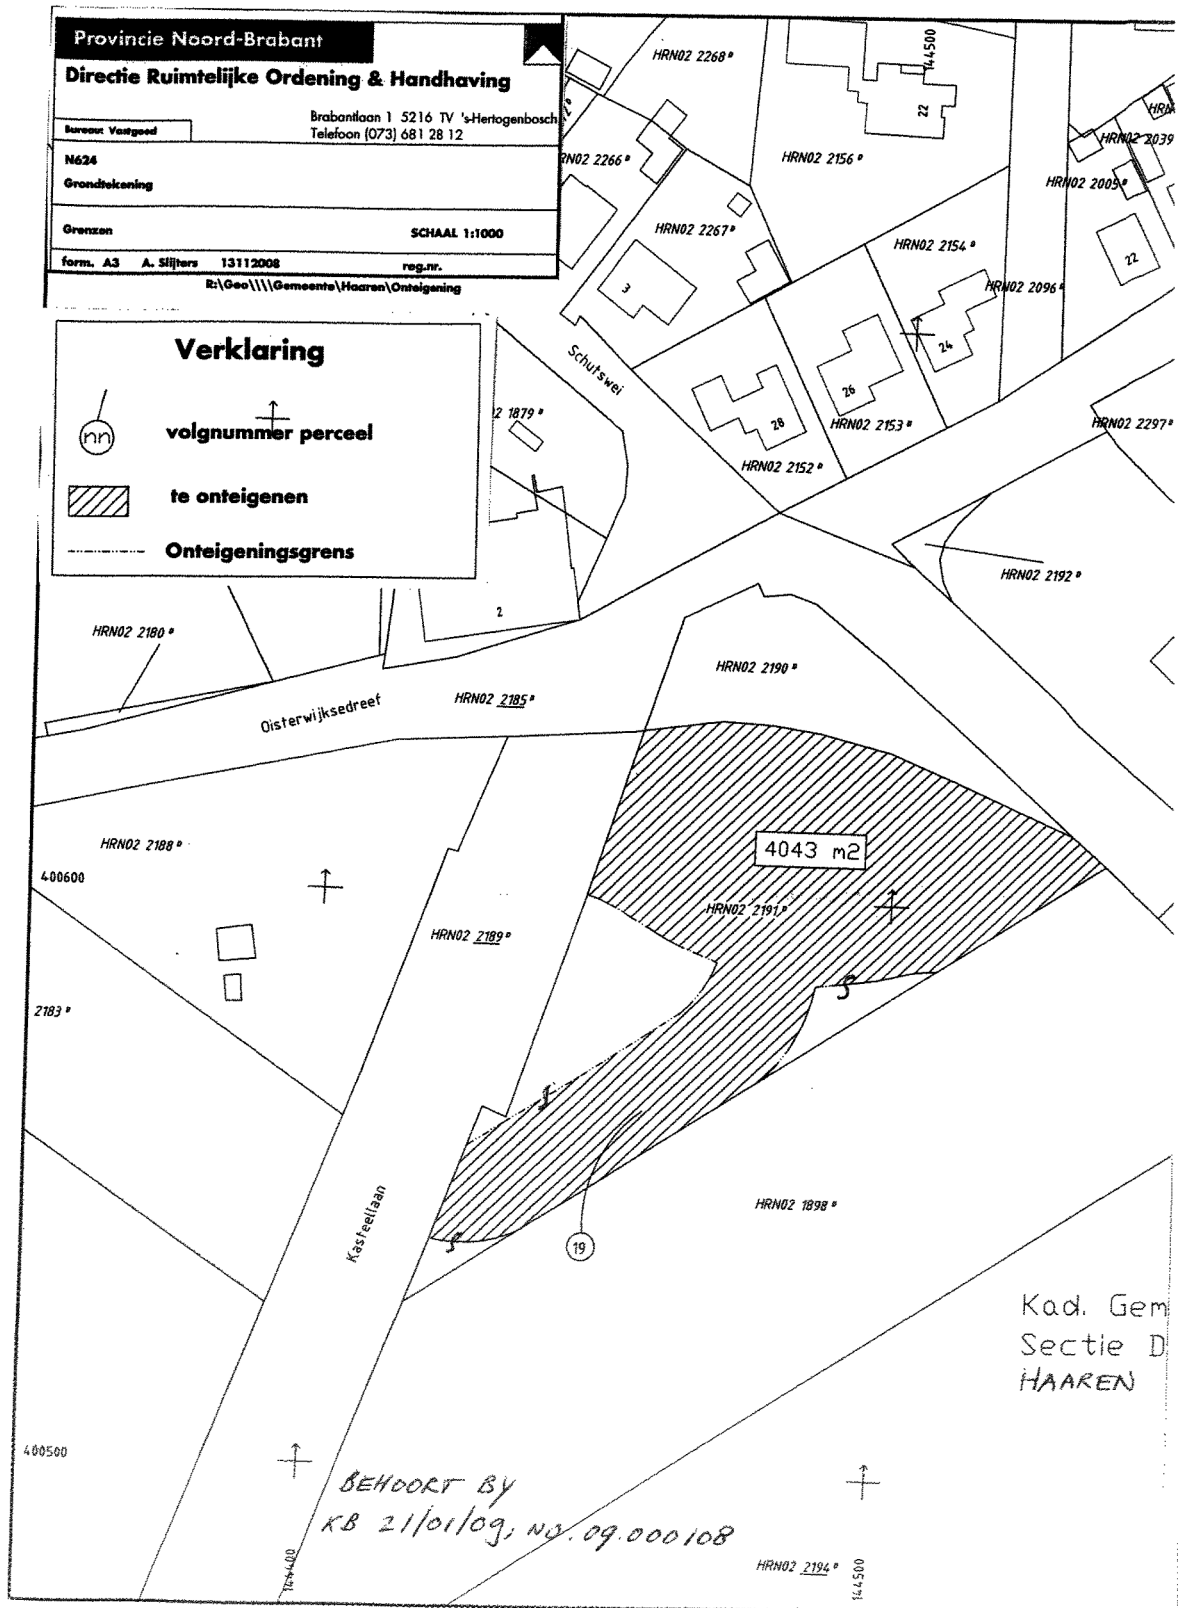 Provincie Noord-Brabant
Directie Ruimtelijke Ordening & Handhaving
Brabantlaan 1 5216 TV 's-Hertogenbosch
Bureau: Vastgoed
Telefoon (073) 681 28 12
N624
Grondtekening
Grenzen SCHAAL 1:1000
form. A3 A. Slijters 13112008 reg.nr.
R:\Geo\\\\Gemeente\Haaren\Onteigening
Verklaring
nn volgnummer perceel
te onteigenen
Onteigeningsgrens
HRN02 2268 D
144500
22
HRN
HRN02 2039
RN02 2266 D
HRN02 2156 D
HRN02 2005 D
HRN02 2267 D
HRN02 2154 D
22
3
HRN02 2096 D
Schutswei
24
26
2 1879 D
28
HRN02 2153 D
HRN02 2297 D
HRN02 2152 D
HRN02 2192 D
2
HRN02 2180 D
HRN02 2190 D
HRN02 2185 D
Oisterwijksedreef
HRN02 2188 D
4043 m2
400600
HRN02 2191 D
HRN02 2189 D
2183 D
Kasteellaan
HRN02 1898 D
19
Kad. Gem
Sectie D
HAAREN
400500
BEHOORT BY
KB 21/01/09, NO. 09.000108
144400
HRN02 2194 D
144500